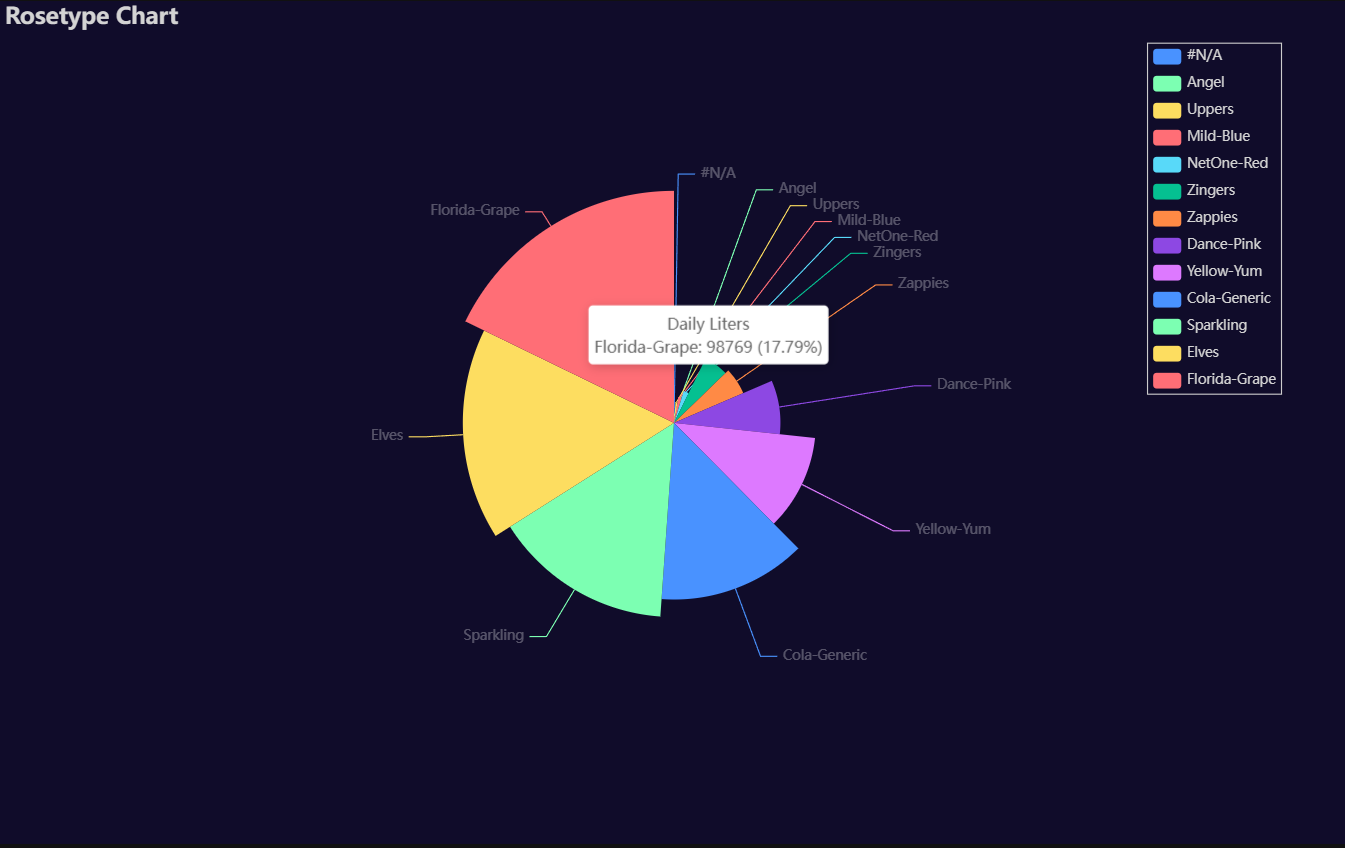 Rosetype Chart
#N/A
Angel
Uppers
Mild-Blue
NetOne-Red
Zingers
Zappies
Dance-Pink
Yellow-Yum
Cola-Generic
Sparkling
Elves
Florida-Grape
#N/A
Angel
Uppers
Mild-Blue
NetOne-Red
Zingers
Zappies
Dance-Pink
Yellow-Yum
Cola-Generic
Sparkling
Elves
Florida-Grape
Daily Liters
Florida-Grape: 98769 (17.79%)